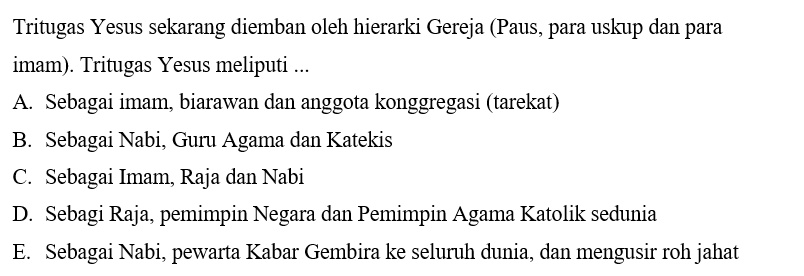 Tritugas Yesus sekarang diemban oleh hierarki Gereja (Paus, para uskup dan para
imam). Tritugas Yesus meliputi ...
A. Sebagai imam, biarawan dan anggota konggregasi (tarekat)
B. Sebagai Nabi, Guru Agama dan Katekis
C. Sebagai Imam, Raja dan Nabi
D. Sebagi Raja, pemimpin Negara dan Pemimpin Agama Katolik sedunia
E. Sebagai Nabi, pewarta Kabar Gembira ke seluruh dunia, dan mengusir roh jahat